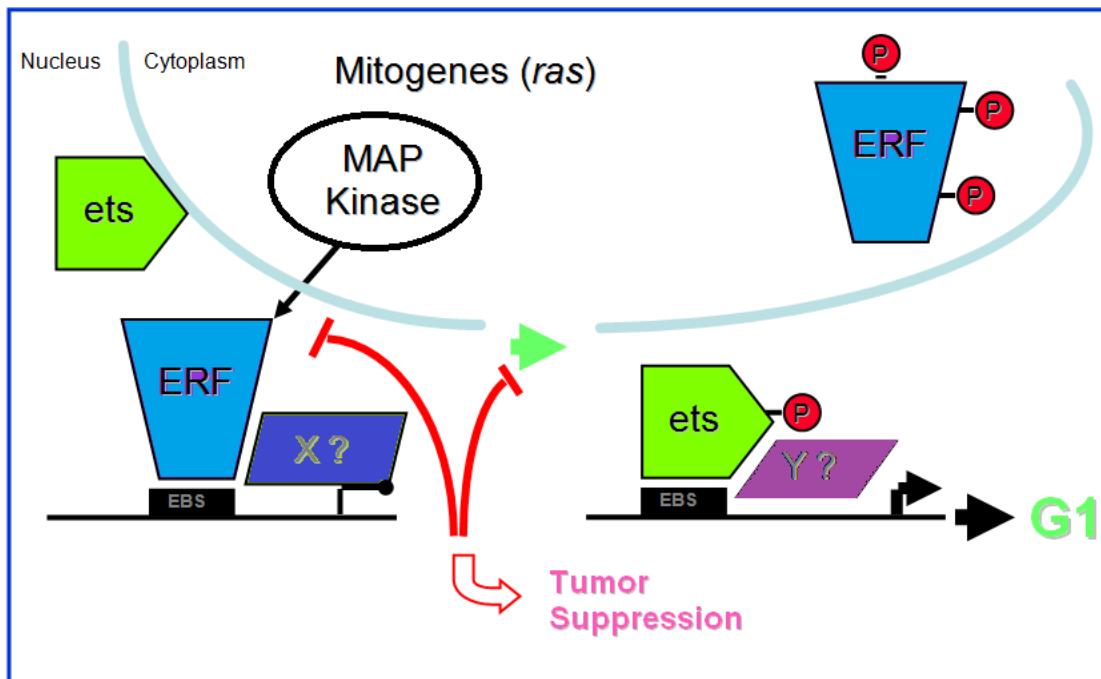 Nucleus
Cytoplasm
Mitogenes (ras)
MAP
Kinase
ets
ERF
X ?
EBS
P
ERF
P
P
ets
P
Y ?
EBS
G1
Tumor
Suppression